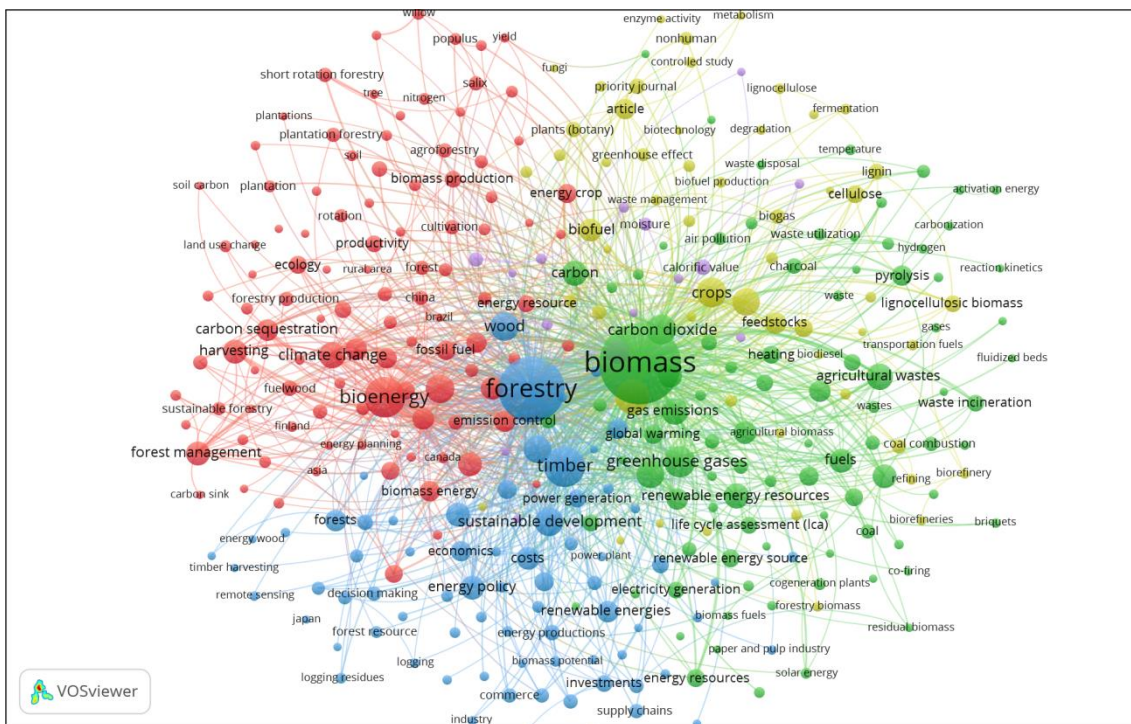 willow
enzyme activity
metabolism
populus
yield
nonhuman
controlled study
fungi
short rotation forestry
salix
priority journal
lignocellulose
tree
nitrogen
article
fermentation
plantations
plants (botany)
biotechnology
degradation
plantation forestry
agroforestry
greenhouse effect
temperature
soil
waste disposal
lignin
biomass production
biofuel production
soil carbon
plantation
energy crop
cellulose
activation energy
waste management
rotation
cultivation
biofuel
moisture
biogas
carbonization
productivity
air pollution
waste utilization
land use change
hydrogen
ecology
rural area
forest
carbon
calorific value
charcoal
pyrolysis
reaction kinetics
forestry production
china
energy resource
crops
waste
lignocellulosic biomass
brazil
wood
carbon dioxide
feedstocks
gases
carbon sequestration
transportation fuels
harvesting
climate change
fossil fuel
heating
biodiesel
fluidized beds
biomass
agricultural wastes
fuelwood
bioenergy
forestry
sustainable forestry
waste incineration
emission control
gas emissions
wastes
finland
global warming
agricultural biomass
energy planning
coal combustion
forest management
canada
timber
greenhouse gases
fuels
asia
biorefinery
refining
carbon sink
biomass energy
power generation
renewable energy resources
forests
sustainable development
life cycle assessment (lca)
coal
biorefineries
briquets
energy wood
economics
costs
power plant
renewable energy source
timber harvesting
co-firing
energy policy
electricity generation
cogeneration plants
remote sensing
decision making
renewable energies
biomass fuels
forestry biomass
japan
forest resource
energy productions
residual biomass
paper and pulp industry
logging
biomass potential
solar energy
logging residues
investments
energy resources
commerce
supply chains
industry
VOSviewer